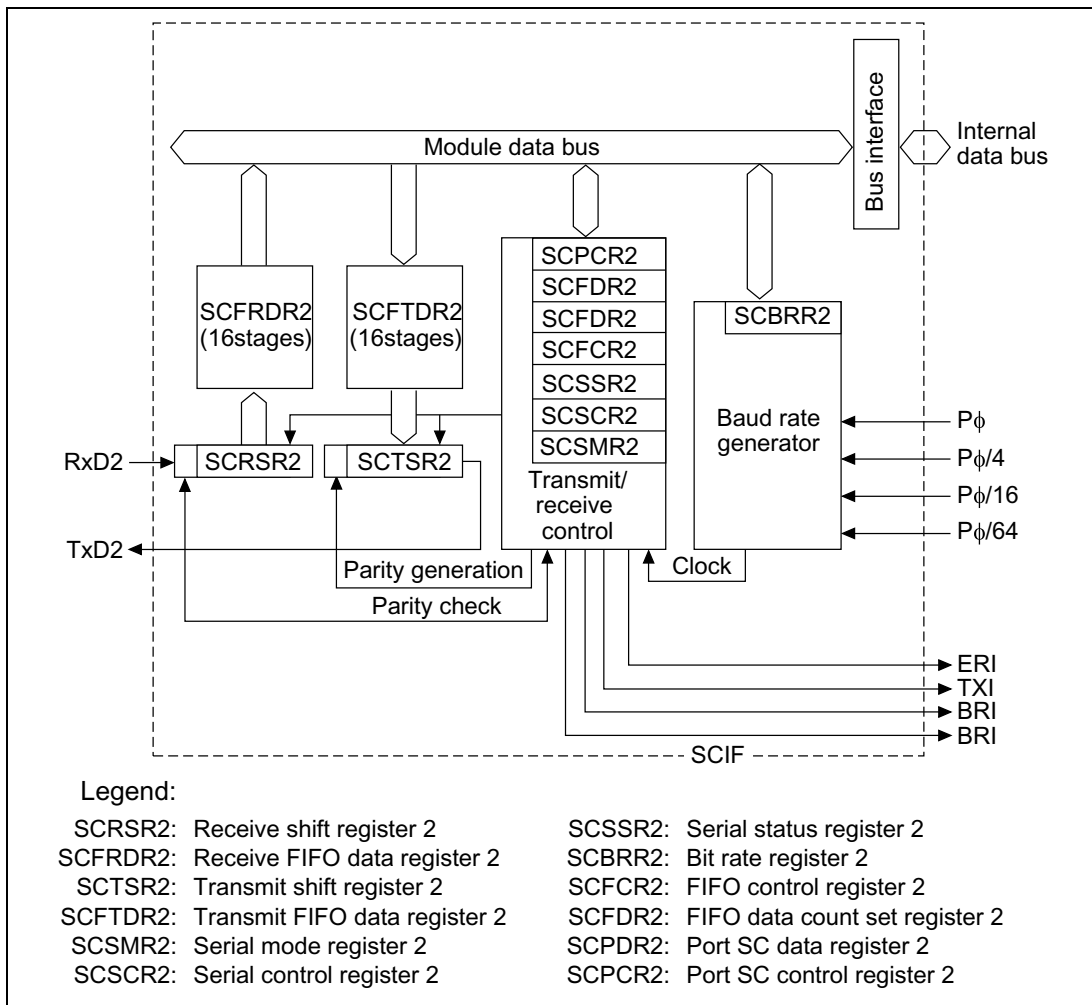 Bus interface
Internal
data bus
Module data bus
SCFRDR2
(16stages)
SCFTDR2
(16stages)
SCPCR2
SCFDR2
SCFDR2
SCFCR2
SCSSR2
SCSCR2
SCSMR2
Transmit/
receive
control
SCBRR2
Baud rate
generator
Pϕ
Pϕ/4
Pϕ/16
Pϕ/64
RxD2
SCRSR2
SCTSR2
TxD2
Parity generation
Parity check
Clock
ERI
TXI
BRI
BRI
SCIF
Legend:
SCRSR2: Receive shift register 2
SCFRDR2: Receive FIFO data register 2
SCTSR2: Transmit shift register 2
SCFTDR2: Transmit FIFO data register 2
SCSMR2: Serial mode register 2
SCSCR2: Serial control register 2
SCSSR2: Serial status register 2
SCBRR2: Bit rate register 2
SCFCR2: FIFO control register 2
SCFDR2: FIFO data count set register 2
SCPDR2: Port SC data register 2
SCPCR2: Port SC control register 2